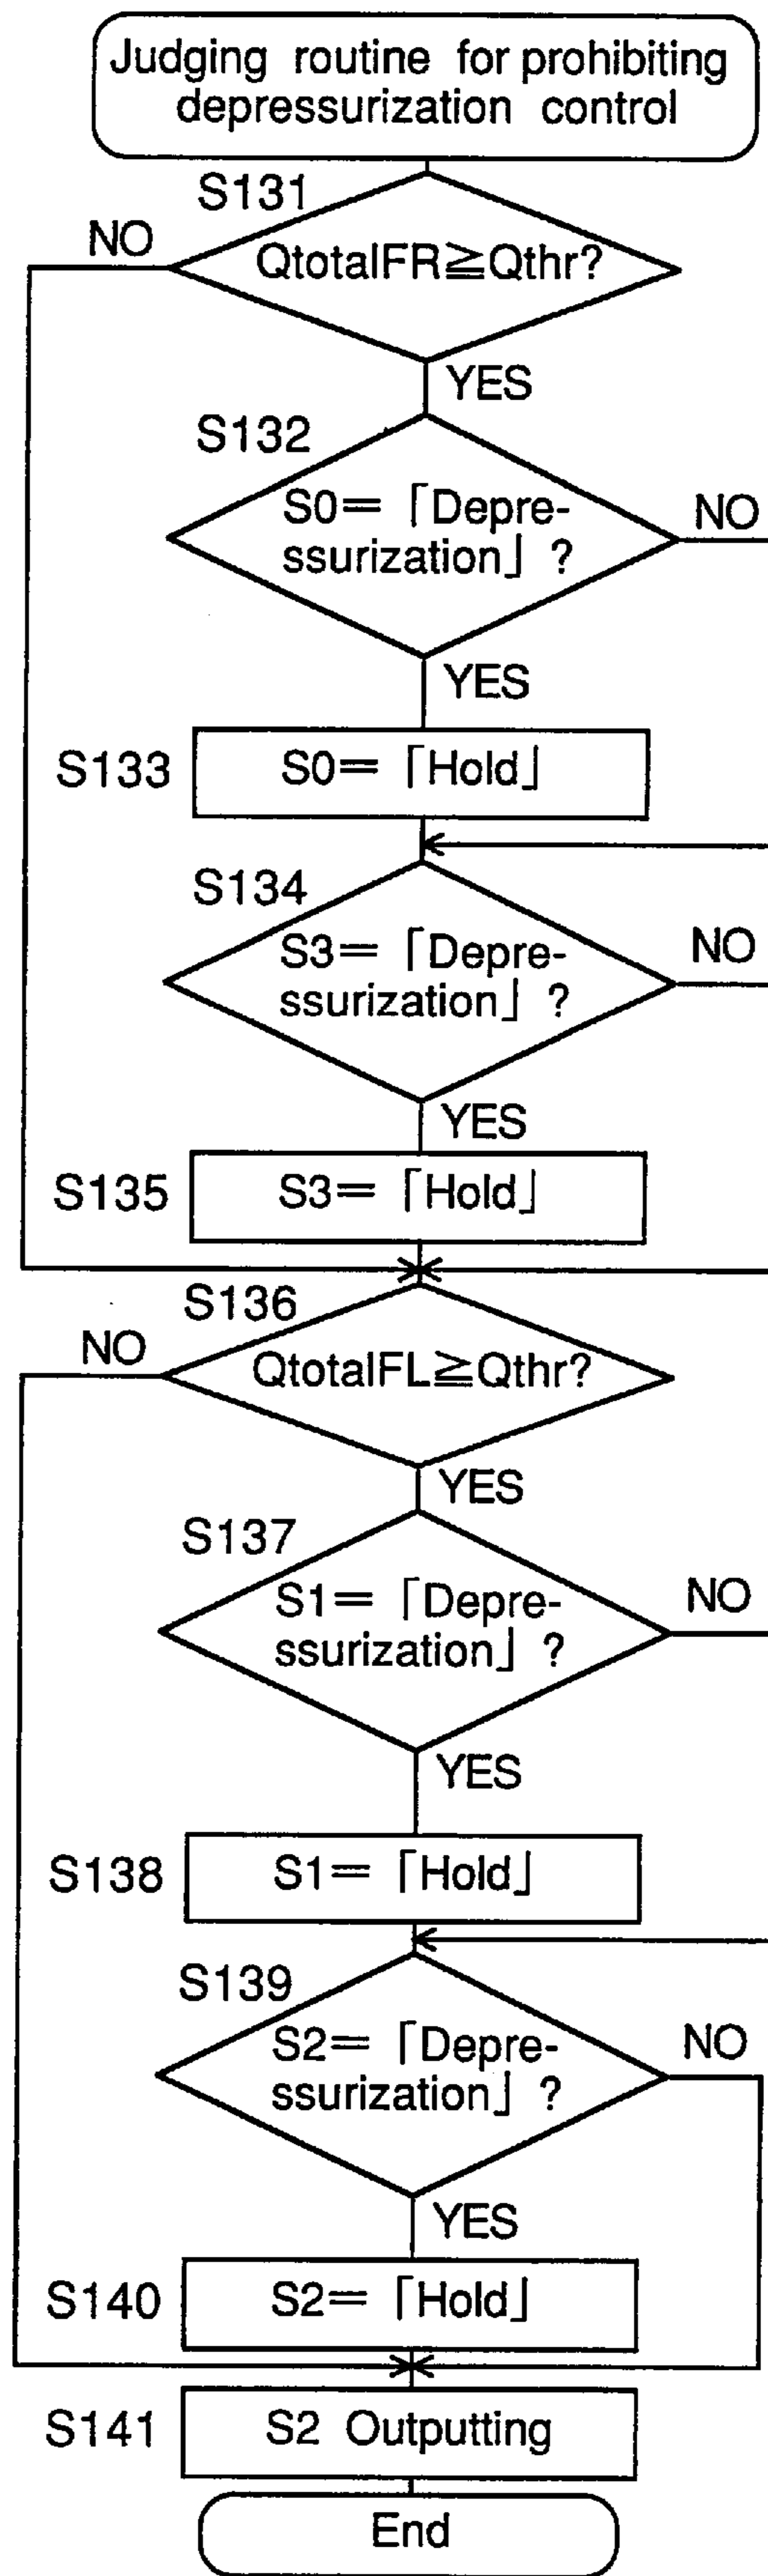 Judging routine for prohibiting
depressurization control
S131
NO
QtotalFR≧Qthr?
YES
S132
S0=「Depre-
ssurization」?
NO
YES
S133
S0=「Hold」
S134
S3=「Depre-
ssurization」?
NO
YES
S135
S3=「Hold」
S136
NO
QtotalFL≧Qthr?
YES
S137
S1=「Depre-
ssurization」?
NO
YES
S138
S1=「Hold」
S139
S2=「Depre-
ssurization」?
NO
YES
S140
S2=「Hold」
S141
S2 Outputting
End